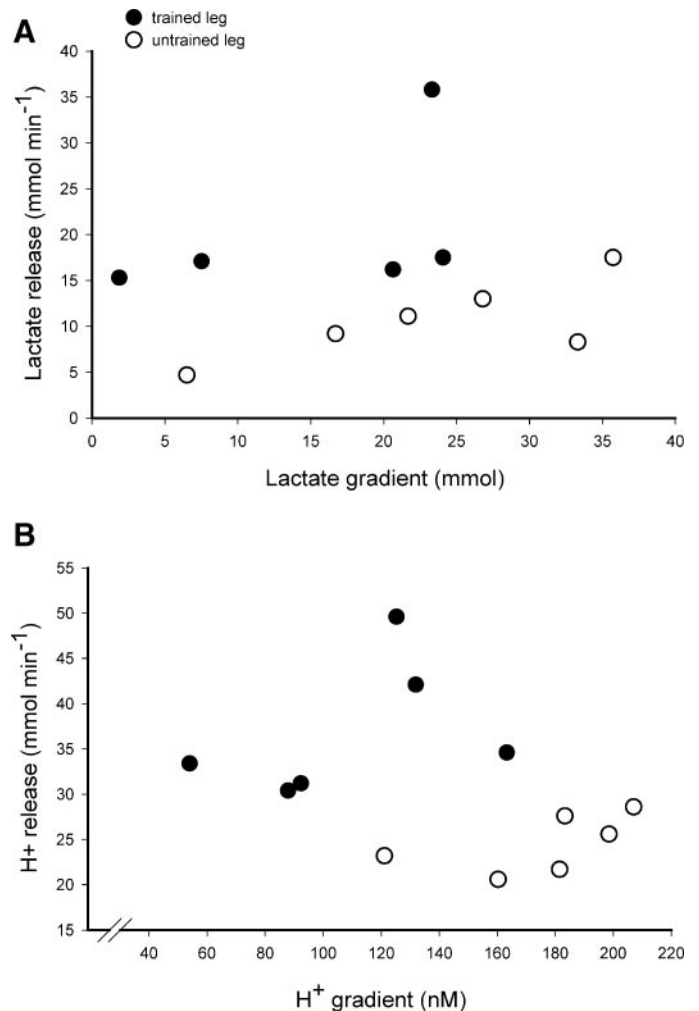 A
trained leg
untrained leg
Lactate release (mmol min⁻¹)
40
35
30
25
20
15
10
5
0
0 5 10 15 20 25 30 35 40
Lactate gradient (mmol)
B
H+ release (mmol min⁻¹)
55
50
45
40
35
30
25
20
15
40 60 80 100 120 140 160 180 200 220
H⁺ gradient (nM)